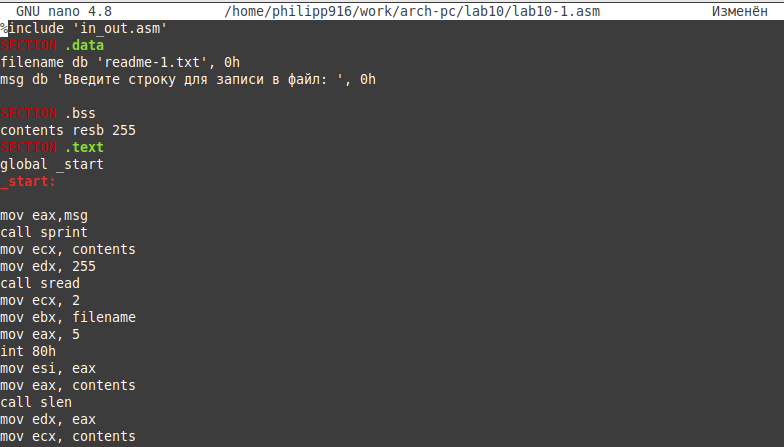 GNU nano 4.8 /home/philipp916/work/arch-pc/lab10/lab10-1.asm Изменён
%include 'in_out.asm'
SECTION .data
filename db 'readme-1.txt', 0h
msg db 'Введите строку для записи в файл: ', 0h
SECTION .bss
contents resb 255
SECTION .text
global _start
_start:
mov eax,msg
call sprint
mov ecx, contents
mov edx, 255
call sread
mov ecx, 2
mov ebx, filename
mov eax, 5
int 80h
mov esi, eax
mov eax, contents
call slen
mov edx, eax
mov ecx, contents